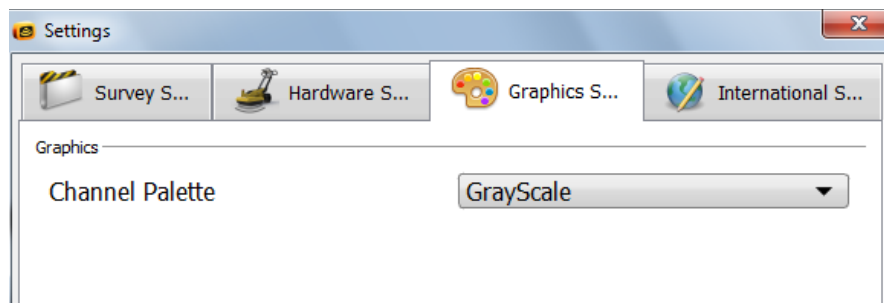 Settings
Survey S... Hardware S... Graphics S... International S...
Graphics
Channel Palette GrayScale